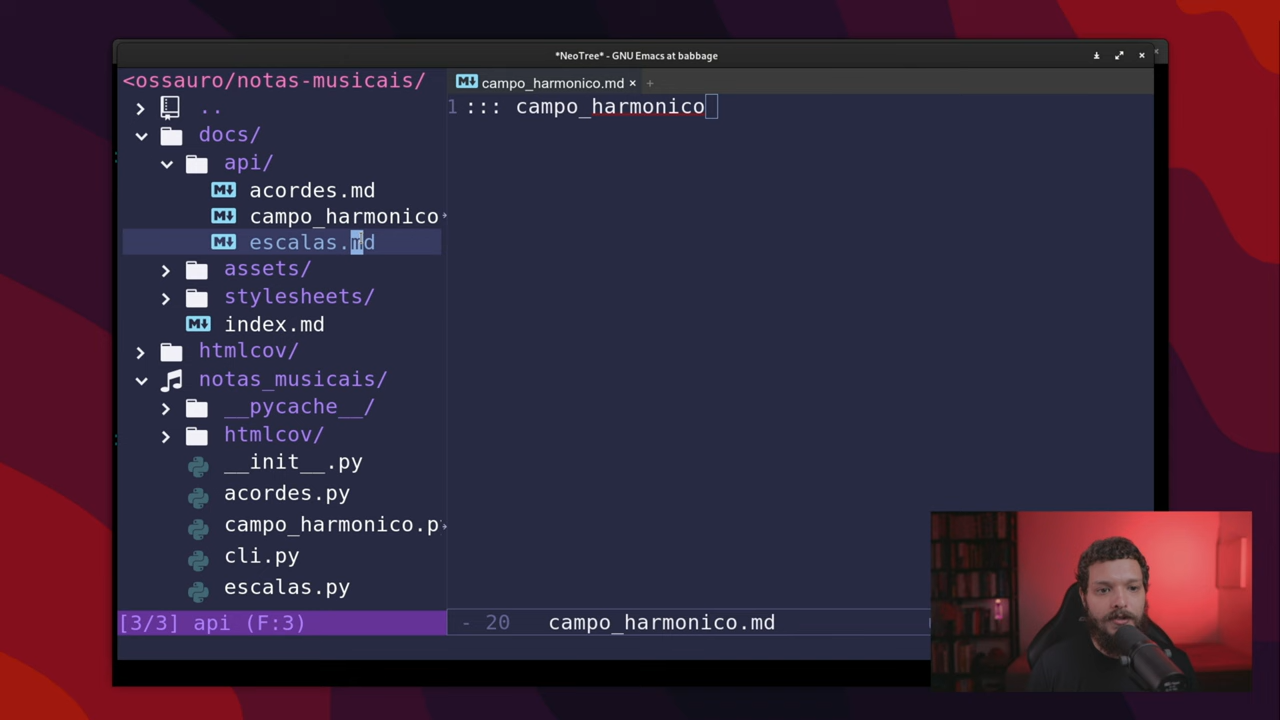 *NeoTree* - GNU Emacs at babbage
<ossauro/notas-musicais/
..
docs/
api/
acordes.md
campo_harmonico
escalas.md
assets/
stylesheets/
index.md
htmlcov/
notas_musicais/
__pycache__/
htmlcov/
__init__.py
acordes.py
campo_harmonico.p
cli.py
escalas.py
[3/3] api (F:3)
campo_harmonico.md × +
1 ::: campo_harmonico
- 20 campo_harmonico.md